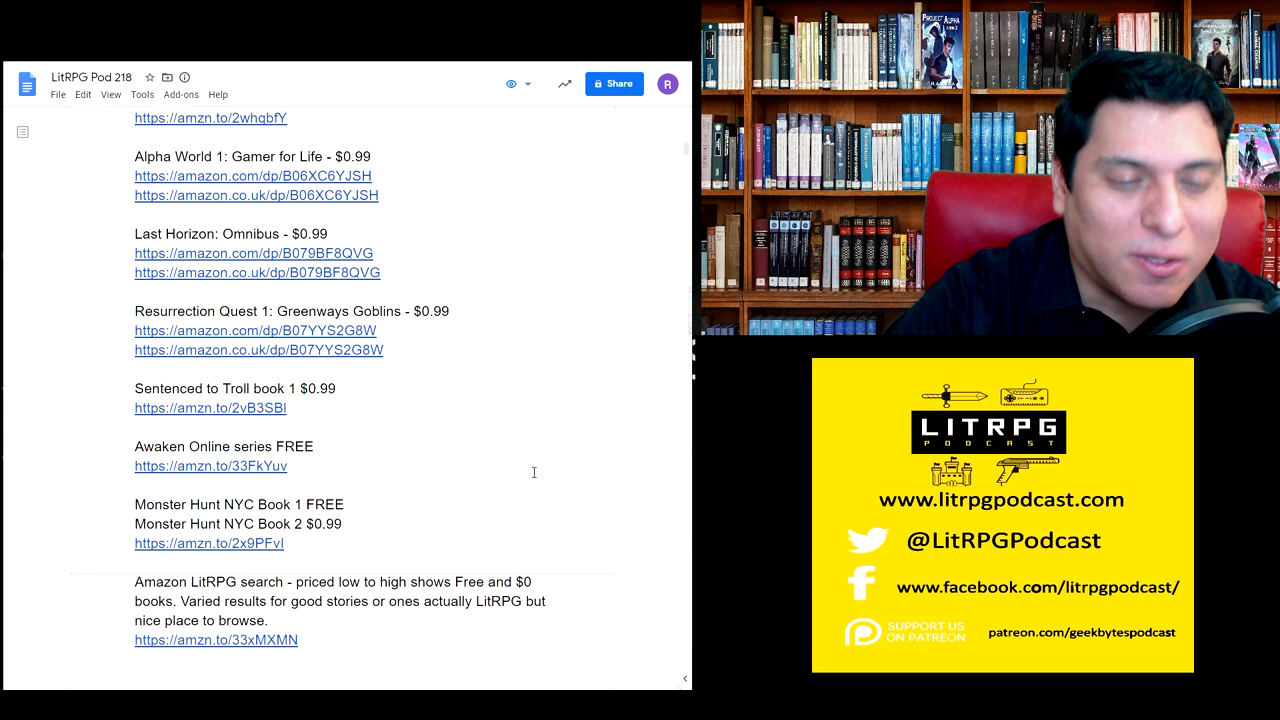 LitRPG Pod 218
File Edit View Tools Add-ons Help
Share
R
https://amzn.to/2whqbfY
Alpha World 1: Gamer for Life - $0.99
https://amazon.com/dp/B06XC6YJSH
https://amazon.co.uk/dp/B06XC6YJSH
Last Horizon: Omnibus - $0.99
https://amazon.com/dp/B079BF8QVG
https://amazon.co.uk/dp/B079BF8QVG
Resurrection Quest 1: Greenways Goblins - $0.99
https://amazon.com/dp/B07YYS2G8W
https://amazon.co.uk/dp/B07YYS2G8W
Sentenced to Troll book 1 $0.99
https://amzn.to/2vB3SBl
Awaken Online series FREE
https://amzn.to/33FkYuv
Monster Hunt NYC Book 1 FREE
Monster Hunt NYC Book 2 $0.99
https://amzn.to/2x9PFvI
Amazon LitRPG search - priced low to high shows Free and $0
books. Varied results for good stories or ones actually LitRPG but
nice place to browse.
https://amzn.to/33xMXMN
PROJECT ALPHA
LITRPG
PODCAST
www.litrpgpodcast.com
@LitRPGPodcast
www.facebook.com/litrpgpodcast/
SUPPORT US
ON PATREON
patreon.com/geekbytespodcast